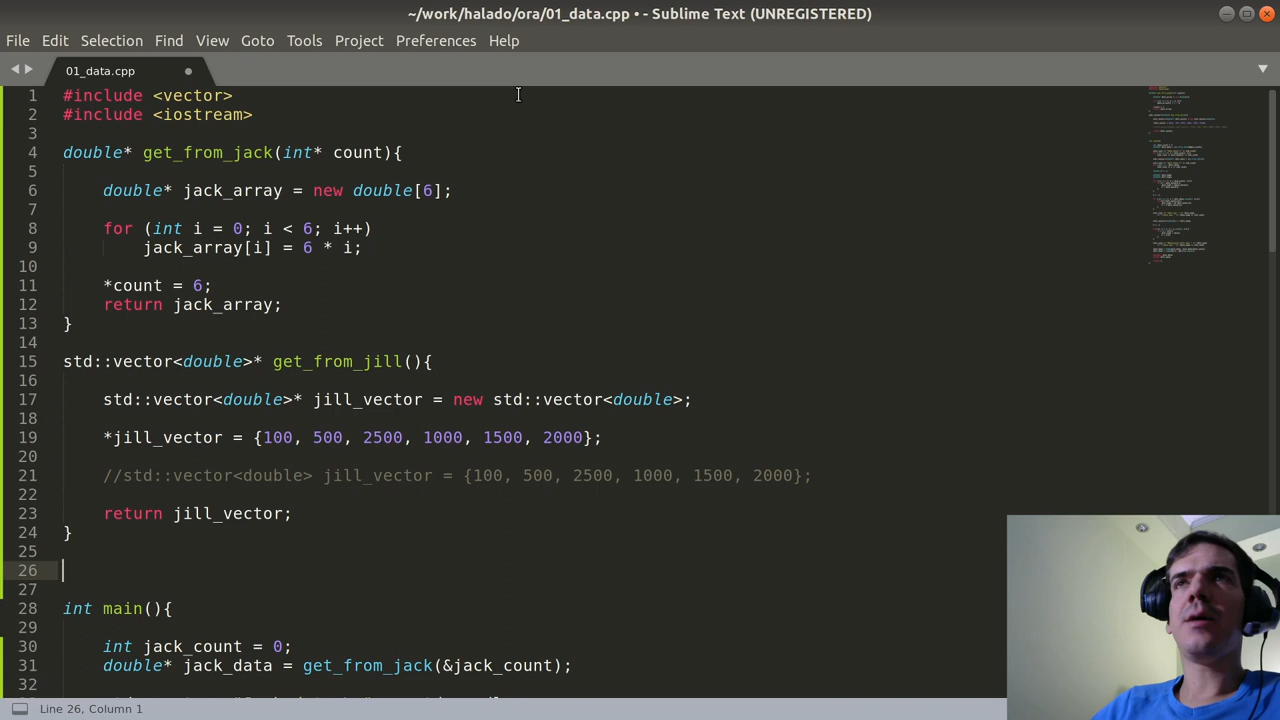 ~/work/halado/ora/01_data.cpp • - Sublime Text (UNREGISTERED)
File Edit Selection Find View Goto Tools Project Preferences Help
01_data.cpp
1 #include <vector>
2 #include <iostream>
3
4 double* get_from_jack(int* count){
5
6 double* jack_array = new double[6];
7
8 for (int i = 0; i < 6; i++)
9 jack_array[i] = 6 * i;
10
11 *count = 6;
12 return jack_array;
13 }
14
15 std::vector<double>* get_from_jill(){
16
17 std::vector<double>* jill_vector = new std::vector<double>;
18
19 *jill_vector = {100, 500, 2500, 1000, 1500, 2000};
20
21 //std::vector<double> jill_vector = {100, 500, 2500, 1000, 1500, 2000};
22
23 return jill_vector;
24 }
25
26
27
28 int main(){
29
30 int jack_count = 0;
31 double* jack_data = get_from_jack(&jack_count);
32
Line 26, Column 1